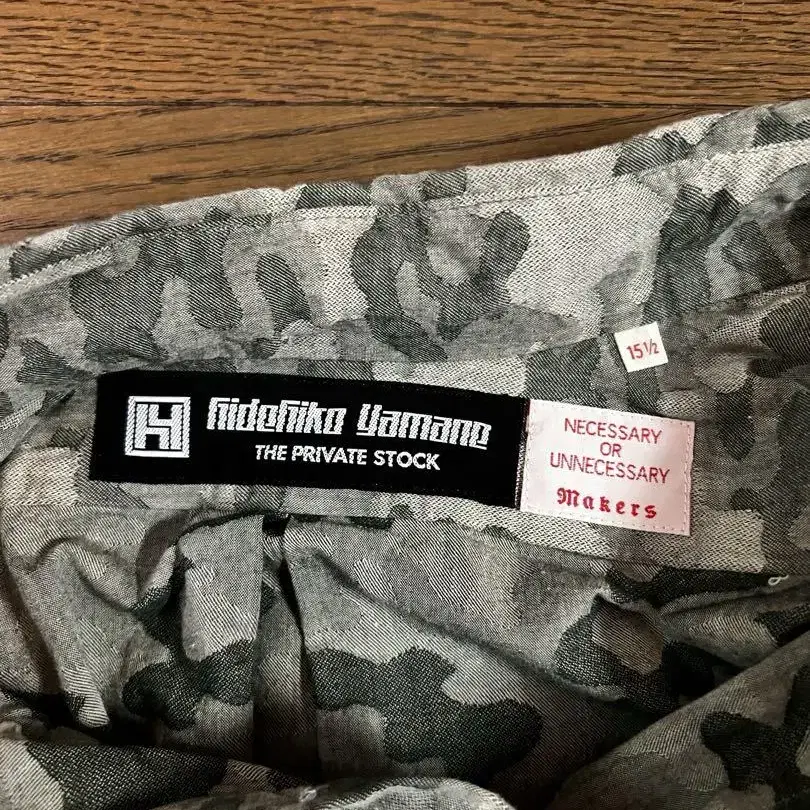 15½
H hidehiko yamane
THE PRIVATE STOCK
NECESSARY
OR
UNNECESSARY
Makers